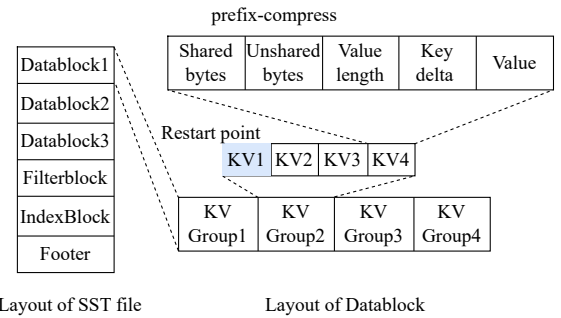 prefix-compress
Shared bytes
Unshared bytes
Value length
Key delta
Value
Datablock1
Datablock2
Datablock3
Filterblock
IndexBlock
Footer
Restart point
KV1 KV2 KV3 KV4
KV Group1
KV Group2
KV Group3
KV Group4
Layout of SST file
Layout of Datablock